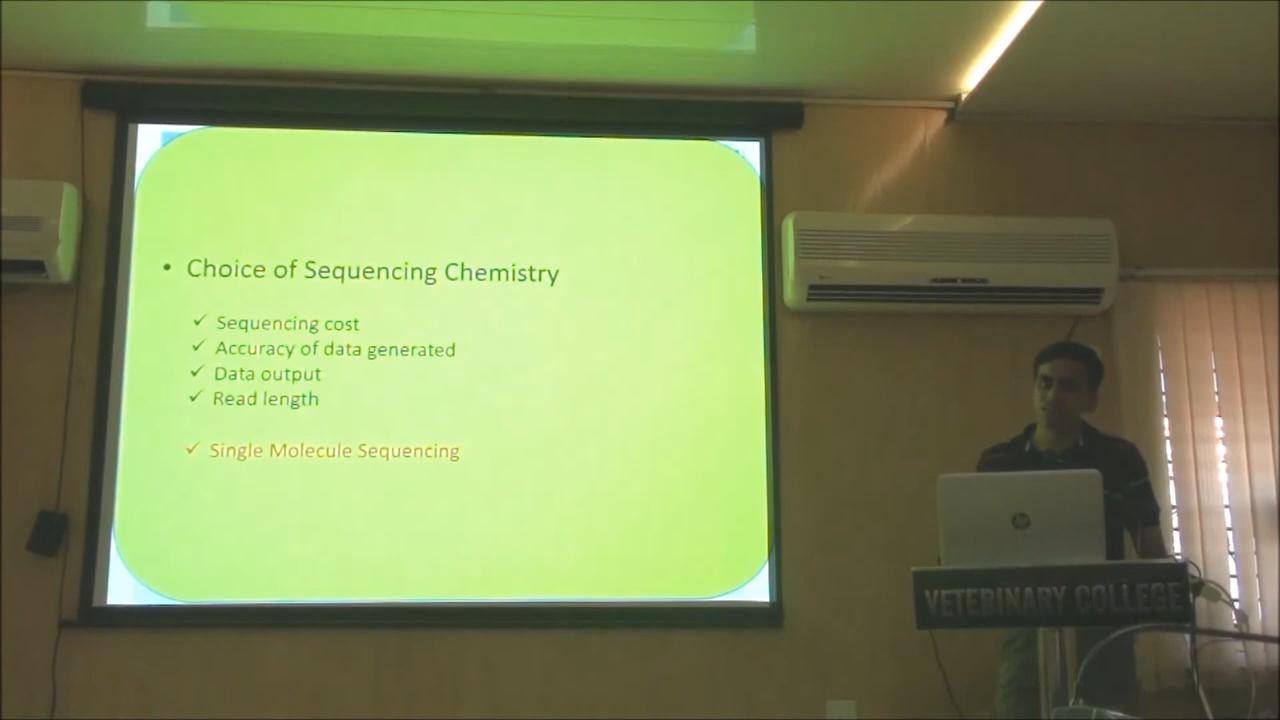 • Choice of Sequencing Chemistry
✓ Sequencing cost
✓ Accuracy of data generated
✓ Data output
✓ Read length
✓ Single Molecule Sequencing
hp
VETERINARY COLLEGE